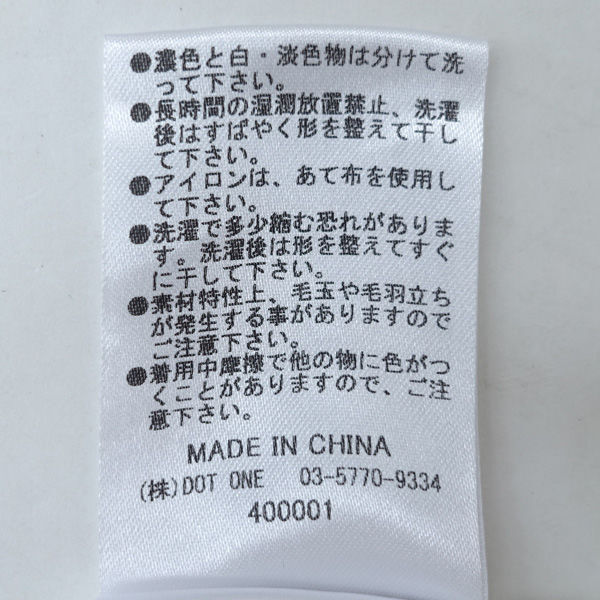 ●濃色と白・淡色物は分けて洗
って下さい。
●長時間の湿潤放置禁止、洗濯
後はすばやく形を整えて干し
て下さい。
●アイロンは、あて布を使用し
て下さい。
●洗濯で多少縮む恐れがありま
す。洗濯後は形を整えてすぐ
に干して下さい。
●素材特性上、毛玉や毛羽立ち
が発生する事がありますので
ご注意下さい。
●着用中摩擦で他の物に色がつ
くことがありますので、ご注
意下さい。
MADE IN CHINA
(株)DOT ONE 03-5770-9334
400001